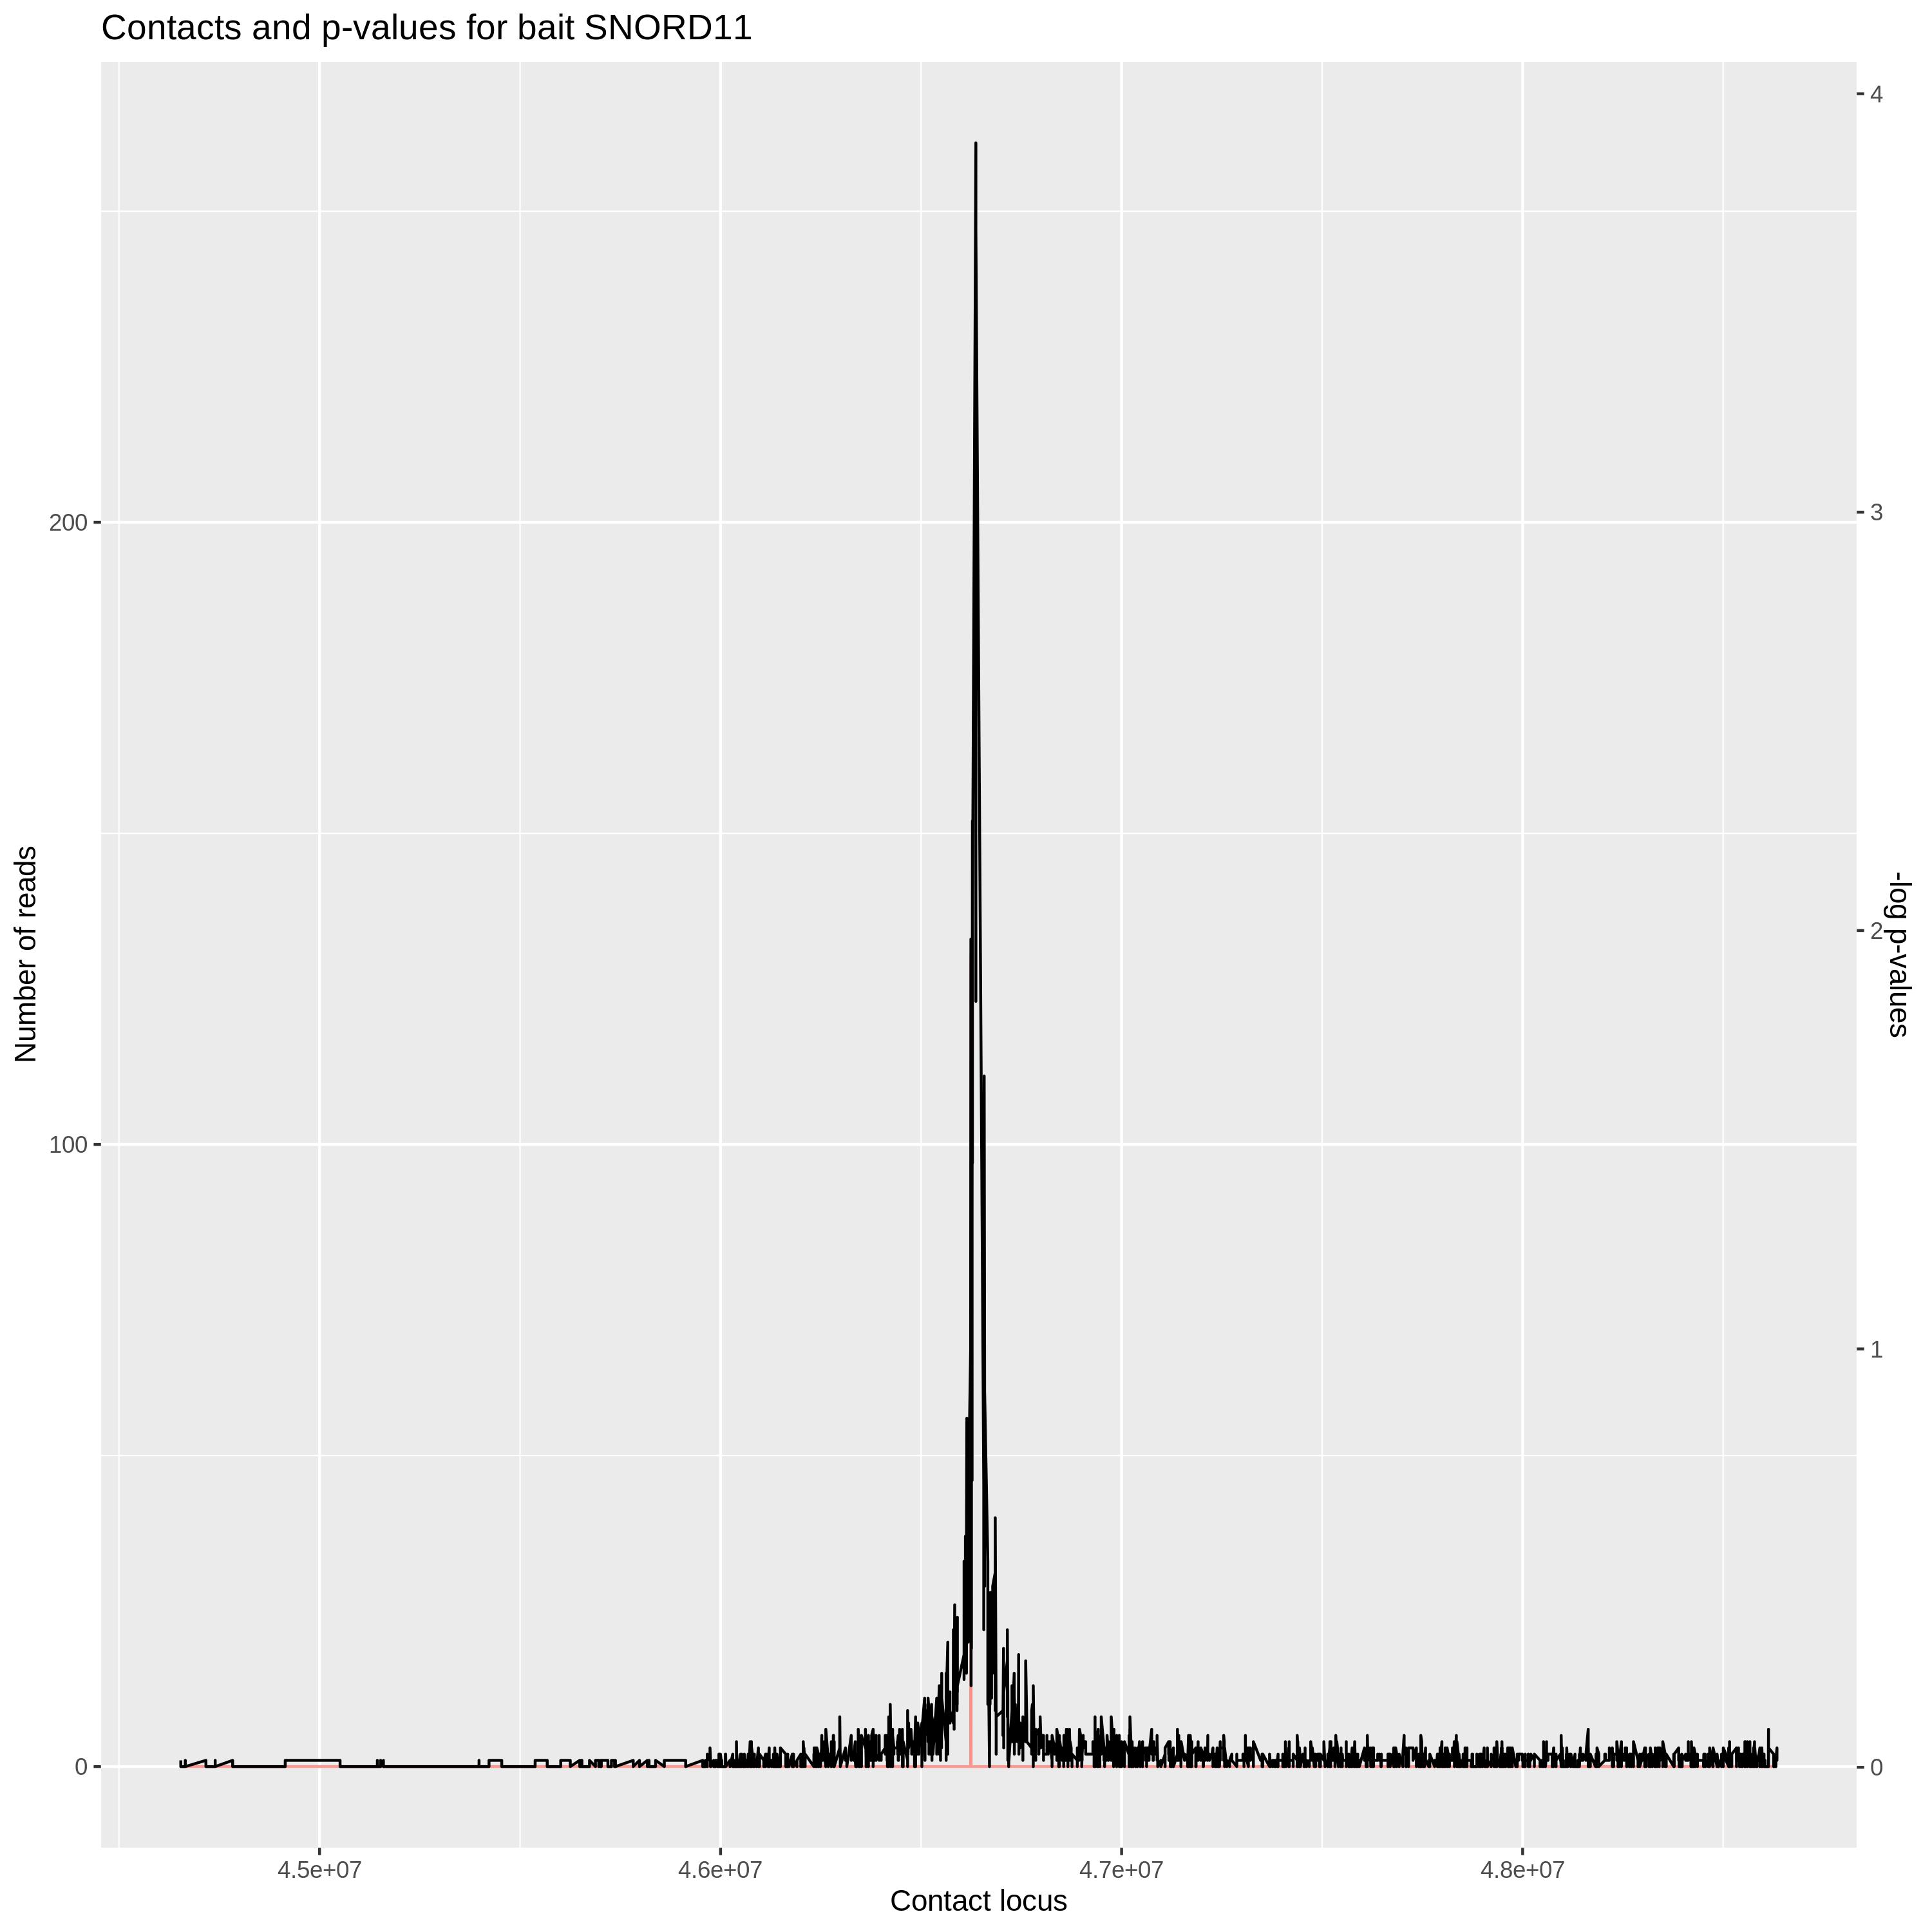 Contacts and p-values for bait SNORD11
Number of reads
200
100
0
4
3
2
1
0
-log p-values
4.5e+07 4.6e+07 4.7e+07 4.8e+07
Contact locus